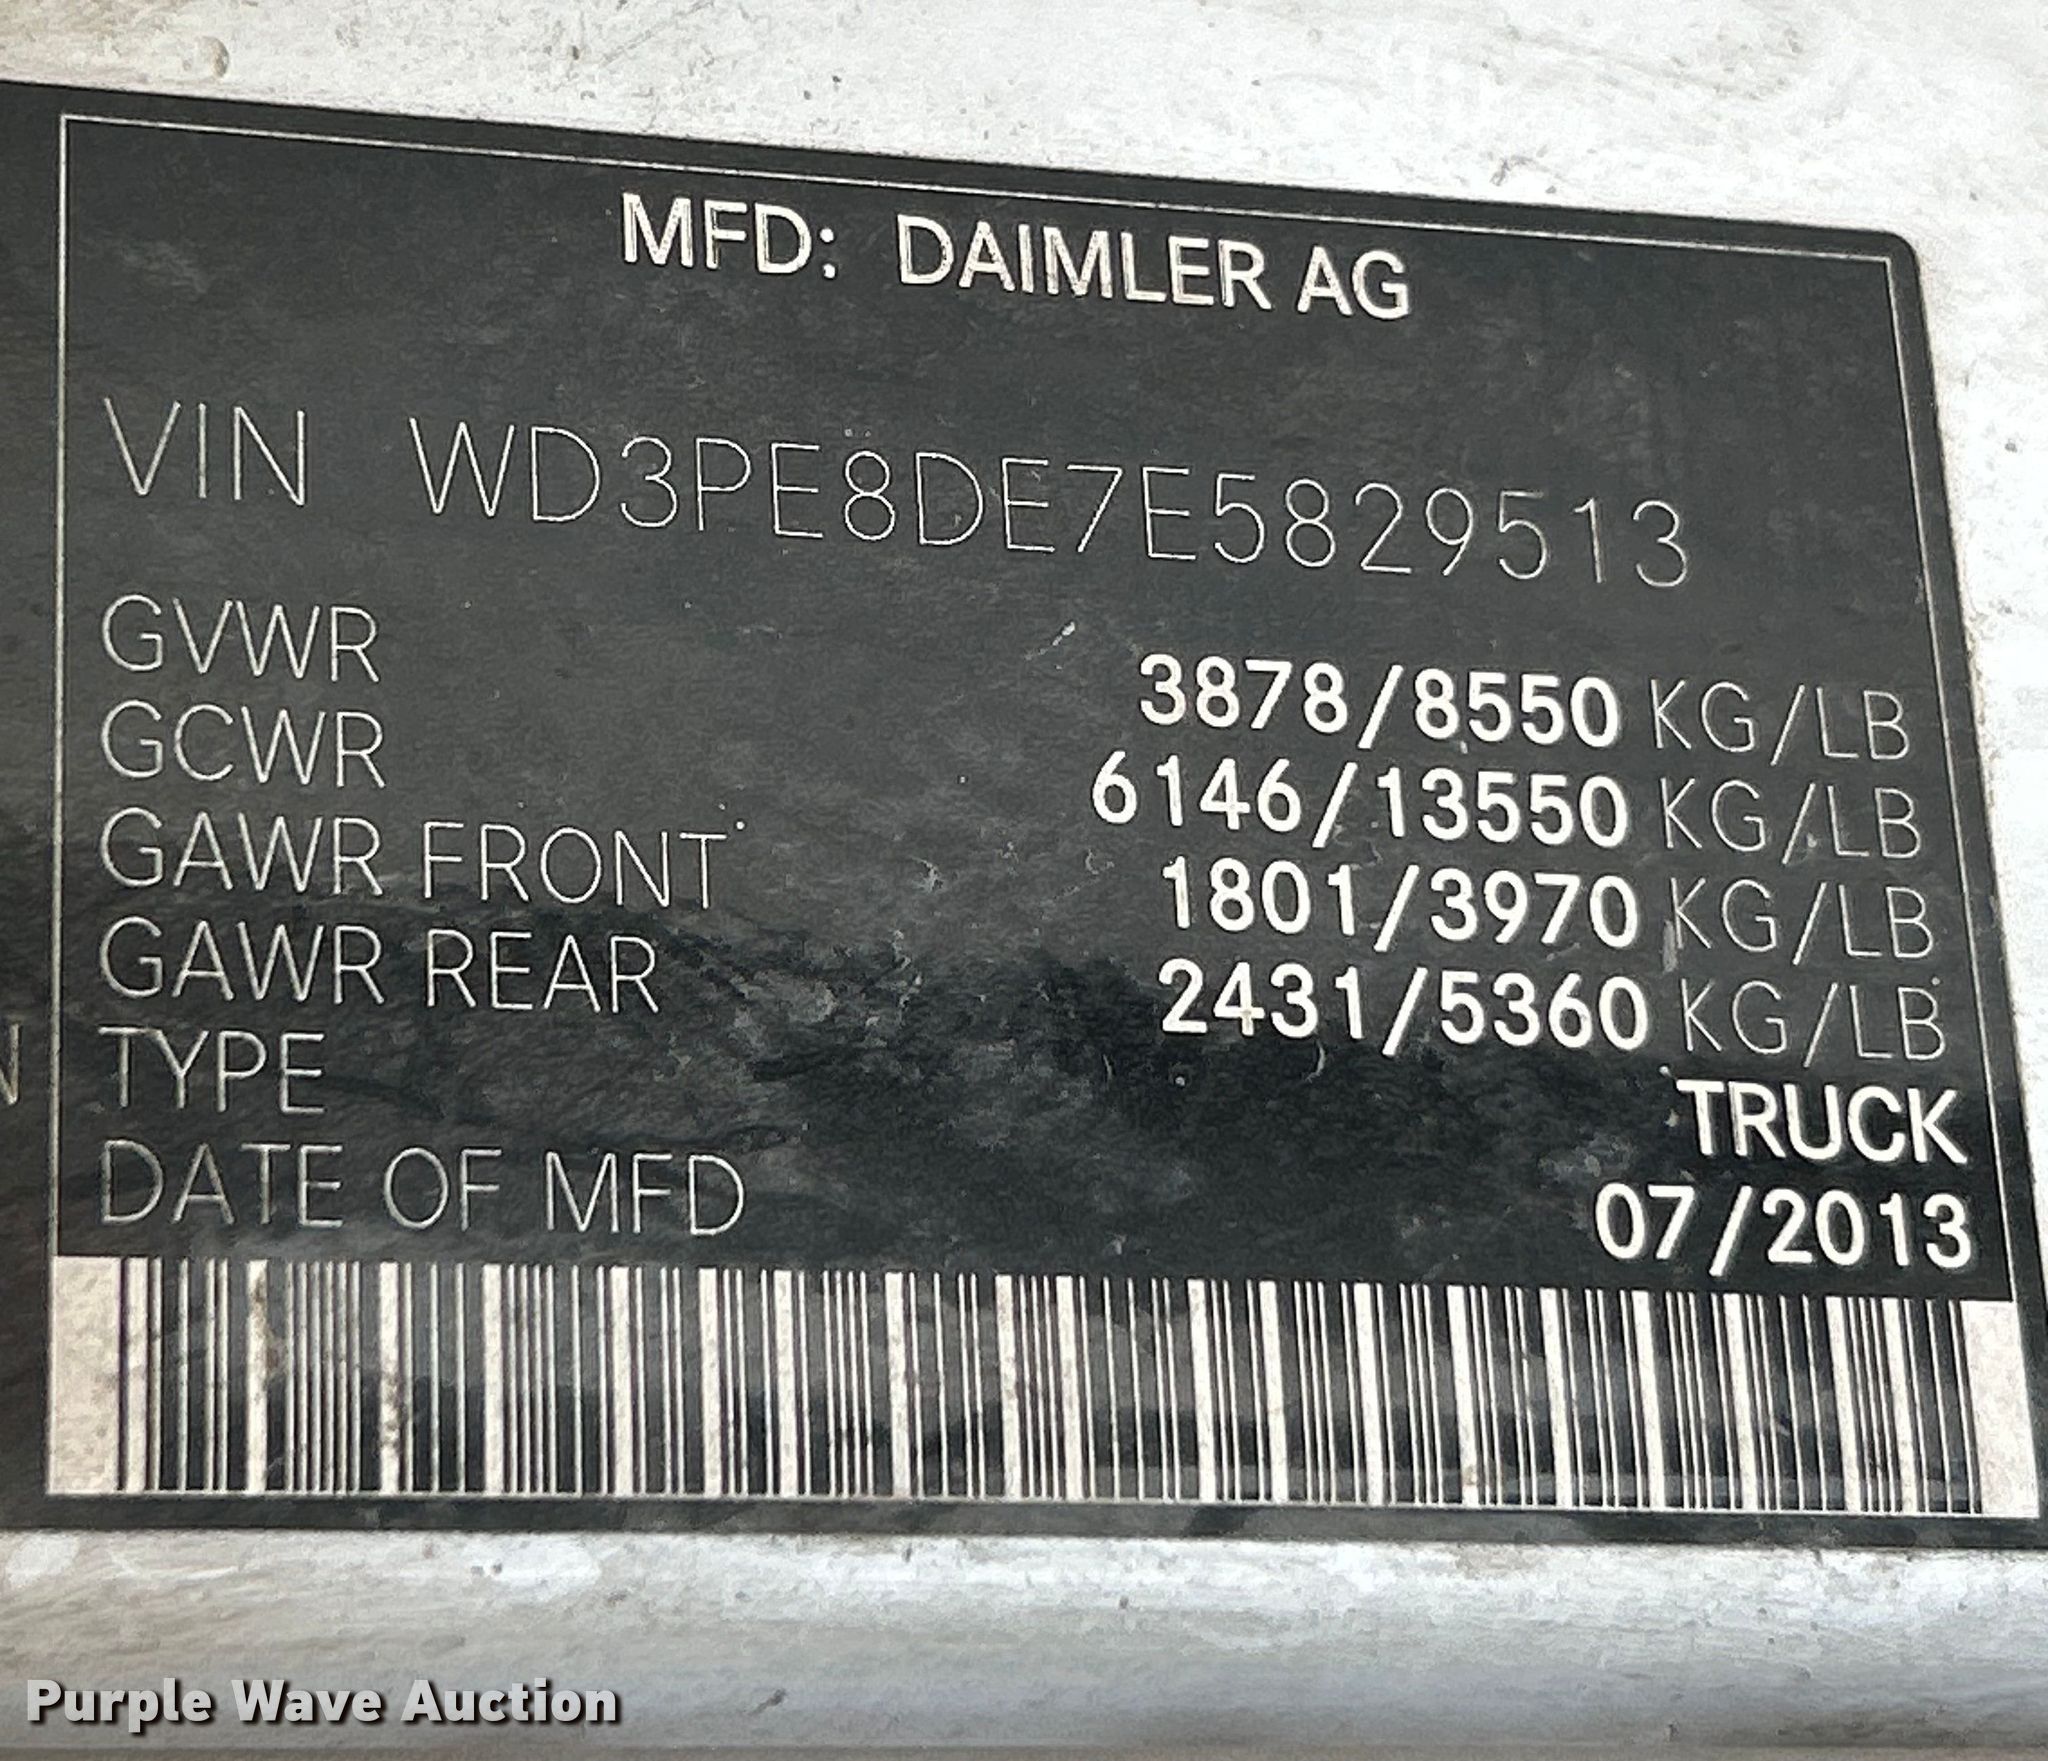 MFD: DAIMLER AG
VIN WD3PE8DE7E5829513
GVWR 3878/8550 KG/LB
GCWR 6146/13550 KG/LB
GAWR FRONT 1801/3970 KG/LB
GAWR REAR 2431/5360 KG/LB
N
TYPE TRUCK
DATE OF MFD 07/2013
Purple Wave Auction